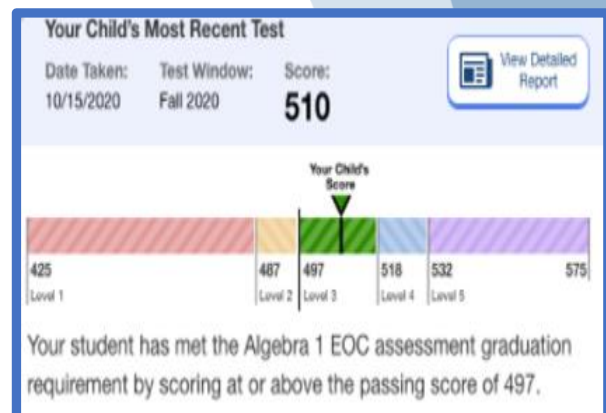 Your Child's Most Recent Test
Date Taken: Test Window: Score:
10/15/2020 Fall 2020 510
View Detailed
Report
Your Child's
Score
425 487 497 518 532 575
Level 1 Level 2 Level 3 Level 4 Level 5
Your student has met the Algebra 1 EOC assessment graduation
requirement by scoring at or above the passing score of 497.